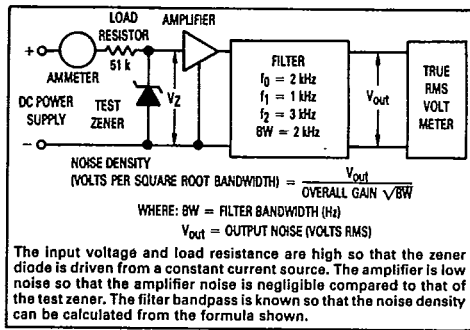 LOAD
RESISTOR
51 k
AMPLIFIER
+
AMMETER
DC POWER
SUPPLY
TEST
ZENER
VZ
–
FILTER
f0 = 2 kHz
f1 = 1 kHz
f2 = 3 kHz
BW = 2 kHz
Vout
TRUE
RMS
VOLT
METER
NOISE DENSITY
(VOLTS PER SQUARE ROOT BANDWIDTH) = Vout / OVERALL GAIN √BW
WHERE: BW = FILTER BANDWIDTH (Hz)
Vout = OUTPUT NOISE (VOLTS RMS)
The input voltage and load resistance are high so that the zener
diode is driven from a constant current source. The amplifier is low
noise so that the amplifier noise is negligible compared to that of
the test zener. The filter bandpass is known so that the noise density
can be calculated from the formula shown.